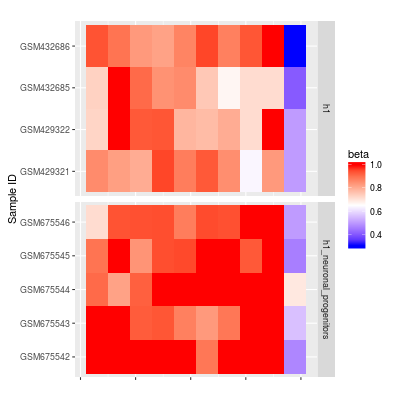 GSM432686
GSM432685
GSM429322
GSM429321
h1
GSM675546
GSM675545
GSM675544
GSM675543
GSM675542
h1_neuronal_progenitors
Sample ID
beta
1.0
0.8
0.6
0.4